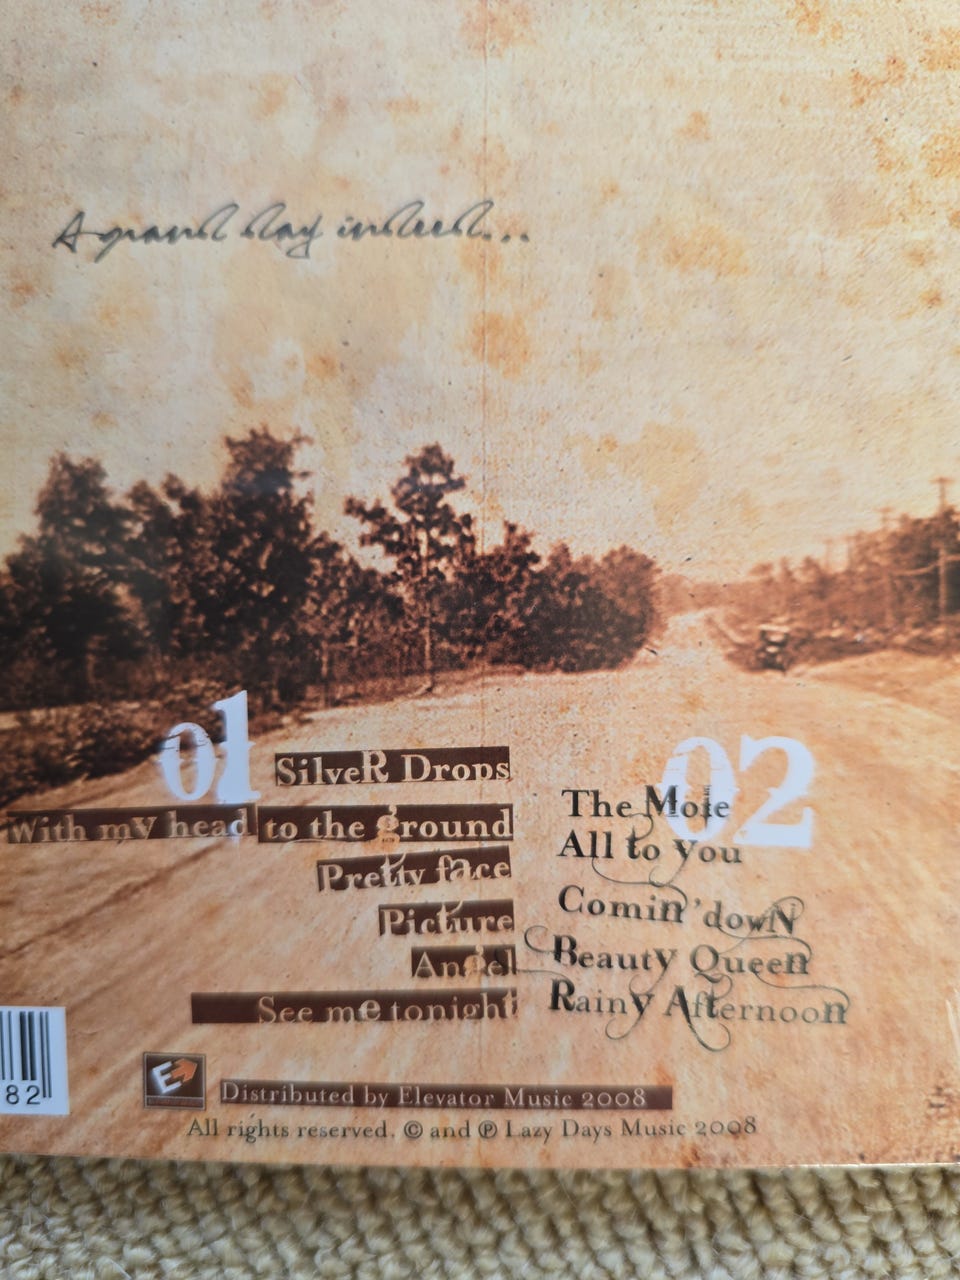 A grand day indeed...
01
Silver Drops
With my head to the ground
Pretty face
Picture
Angel
See me tonight
02
The Mole
All to you
Comin'down
Beauty Queen
Rainy Afternoon
82
E
Distributed by Elevator Music 2008
All rights reserved. © and ℗ Lazy Days Music 2008